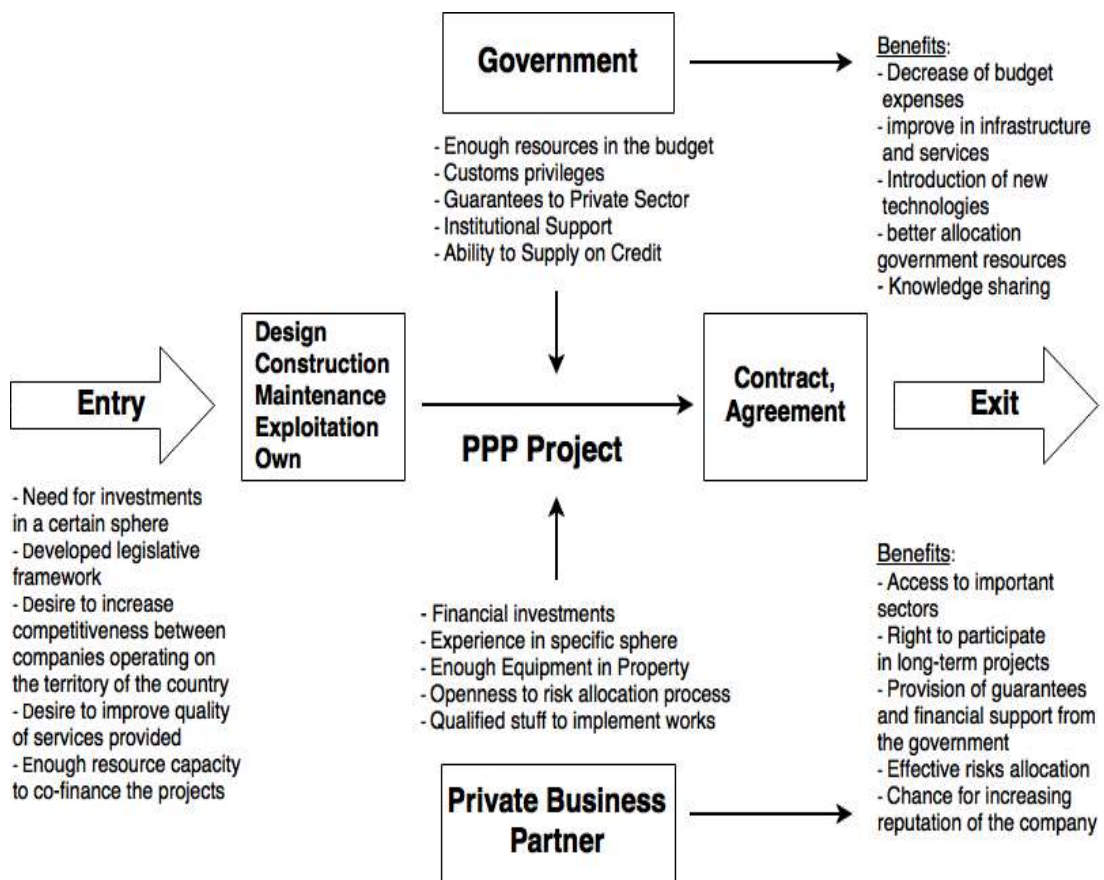 Government
- Enough resources in the budget
- Customs privileges
- Guarantees to Private Sector
- Institutional Support
- Ability to Supply on Credit
Benefits:
- Decrease of budget
expenses
- improve in infrastructure
and services
- Introduction of new
technologies
- better allocation
government resources
- Knowledge sharing
Entry
Design
Construction
Maintenance
Exploitation
Own
PPP Project
Contract,
Agreement
Exit
- Need for investments
in a certain sphere
- Developed legislative
framework
- Desire to increase
competitiveness between
companies operating on
the territory of the country
- Desire to improve quality
of services provided
- Enough resource capacity
to co-finance the projects
- Financial investments
- Experience in specific sphere
- Enough Equipment in Property
- Openness to risk allocation process
- Qualified stuff to implement works
Private Business
Partner
Benefits:
- Access to important
sectors
- Right to participate
in long-term projects
- Provision of guarantees
and financial support from
the government
- Effective risks allocation
- Chance for increasing
reputation of the company